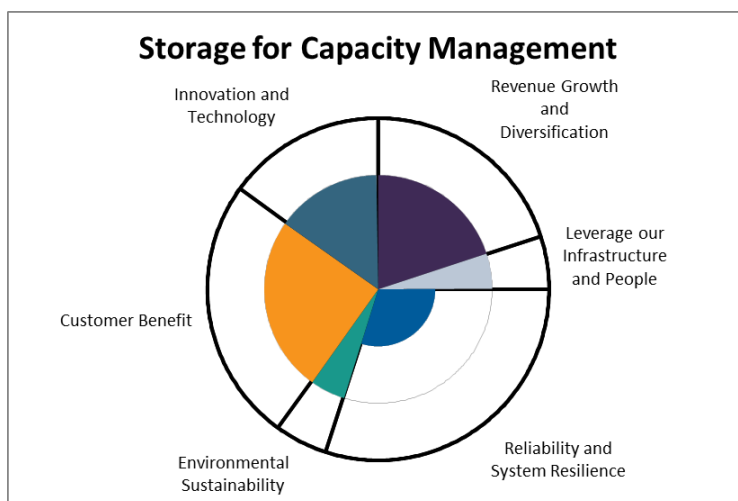 Storage for Capacity Management
Innovation and
Technology
Revenue Growth
and
Diversification
Leverage our
Infrastructure
and People
Customer Benefit
Environmental
Sustainability
Reliability and
System Resilience